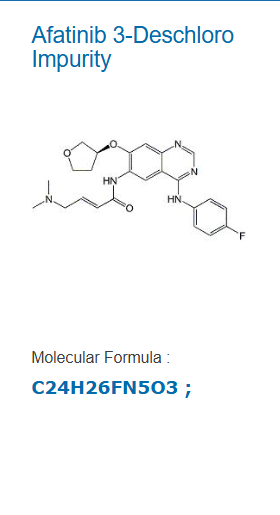 Afatinib 3-Deschloro
Impurity
O
O
N
N
HN
HN
N
O
F
Molecular Formula :
C24H26FN5O3 ;